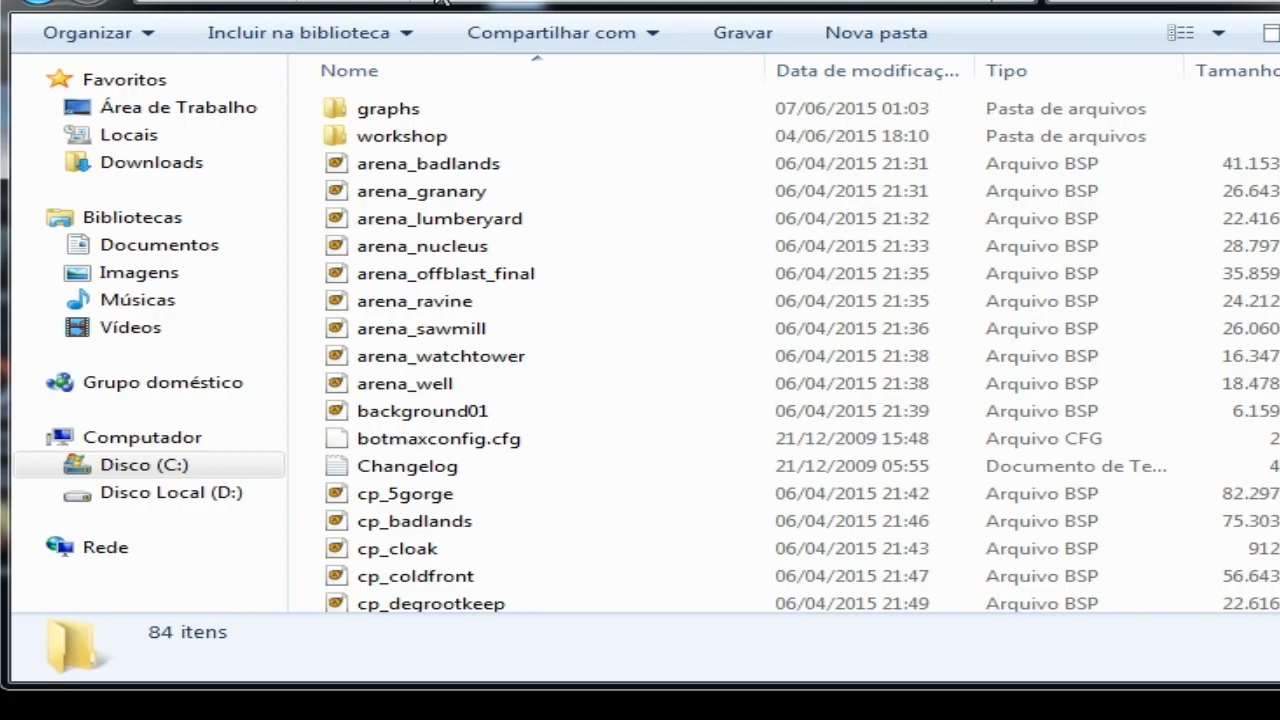 Organizar Incluir na biblioteca Compartilhar com Gravar Nova pasta
Nome Data de modificaç... Tipo Tamanho
Favoritos
Área de Trabalho
Locais
Downloads
Bibliotecas
Documentos
Imagens
Músicas
Vídeos
Grupo doméstico
Computador
Disco (C:)
Disco Local (D:)
Rede
graphs 07/06/2015 01:03 Pasta de arquivos
workshop 04/06/2015 18:10 Pasta de arquivos
arena_badlands 06/04/2015 21:31 Arquivo BSP 41.153
arena_granary 06/04/2015 21:31 Arquivo BSP 26.643
arena_lumberyard 06/04/2015 21:32 Arquivo BSP 22.416
arena_nucleus 06/04/2015 21:33 Arquivo BSP 28.797
arena_offblast_final 06/04/2015 21:35 Arquivo BSP 35.859
arena_ravine 06/04/2015 21:35 Arquivo BSP 24.212
arena_sawmill 06/04/2015 21:36 Arquivo BSP 26.060
arena_watchtower 06/04/2015 21:38 Arquivo BSP 16.347
arena_well 06/04/2015 21:38 Arquivo BSP 18.478
background01 06/04/2015 21:39 Arquivo BSP 6.159
botmaxconfig.cfg 21/12/2009 15:48 Arquivo CFG 2
Changelog 21/12/2009 05:55 Documento de Te... 4
cp_5gorge 06/04/2015 21:42 Arquivo BSP 82.297
cp_badlands 06/04/2015 21:46 Arquivo BSP 75.303
cp_cloak 06/04/2015 21:43 Arquivo BSP 912
cp_coldfront 06/04/2015 21:47 Arquivo BSP 56.643
cp_degrootkeep 06/04/2015 21:49 Arquivo BSP 22.616
84 itens